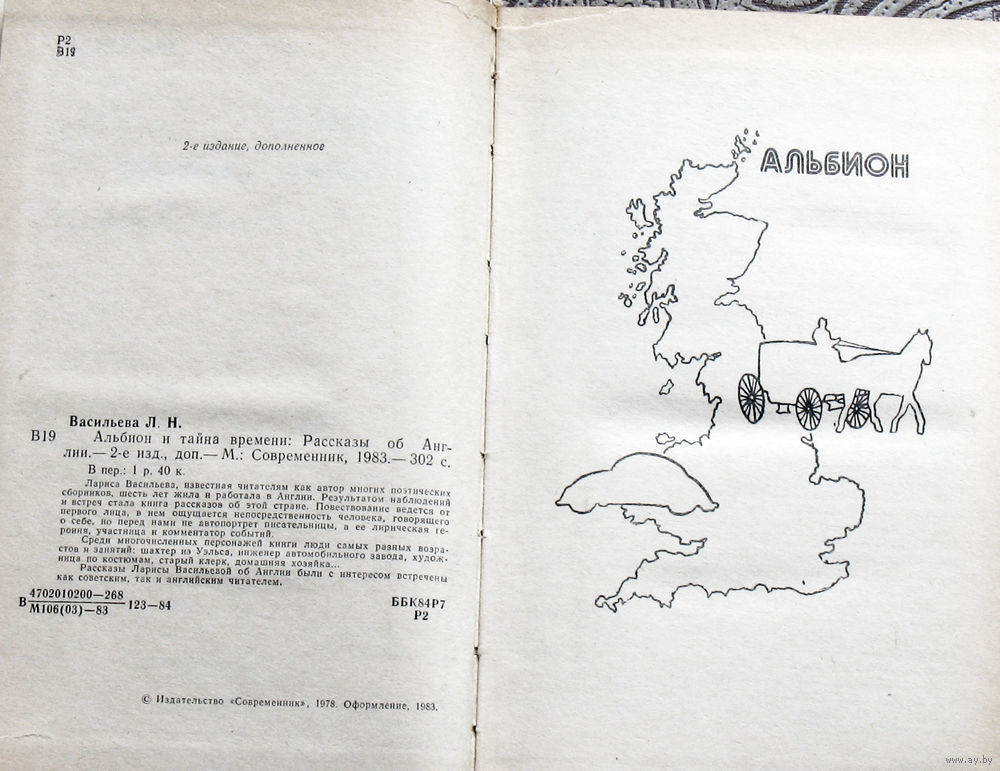 Р2
В19
2-е издание, дополненное
Васильева Л. Н.
В19 Альбион и тайна времени: Рассказы об Анг-
лии.— 2-е изд., доп.— М.: Современник, 1983.— 302 с.
В пер.: 1 р. 40 к.
Лариса Васильева, известная читателям как автор многих поэтических
сборников, шесть лет жила и работала в Англии. Результатом наблюдений
и встреч стала книга рассказов об этой стране. Повествование ведется от
первого лица, в нем ощущается непосредственность человека, говорящего
о себе, но перед нами не автопортрет писательницы, а ее лирическая ге-
роиня, участница и комментатор событий.
Среди многочисленных персонажей книги люди самых разных возра-
стов и занятий: шахтер из Уэльса, инженер автомобильного завода, худож-
ница по костюмам, старый клерк, домашняя хозяйка...
Рассказы Ларисы Васильевой об Англии были с интересом встречены
как советским, так и английским читателем.
4702010200—268
В 123—84
М106(03)—83
ББК84Р7
Р2
© Издательство «Современник», 1978. Оформление, 1983.
АЛЬБИОН
www.ay.by